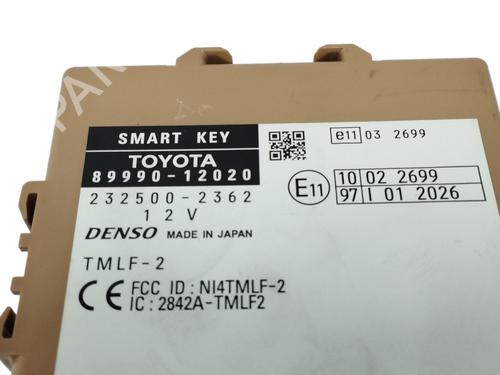 SMART KEY
TOYOTA
89990-12020
232500-2362
12V
DENSO MADE IN JAPAN
TMLF-2
CE FCC ID : NI4TMLF-2
IC : 2842A-TMLF2
e11 03 2699
E11 10 02 2699
97 I 01 2026